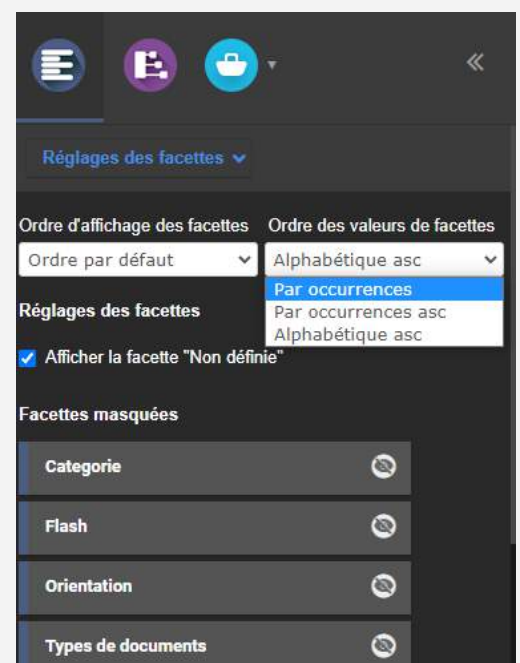 Réglages des facettes
Ordre d'affichage des facettes Ordre des valeurs de facettes
Ordre par défaut Alphabétique asc
Par occurrences
Réglages des facettes Par occurrences asc
Alphabétique asc
Afficher la facette "Non définie"
Facettes masquées
Categorie
Flash
Orientation
Types de documents